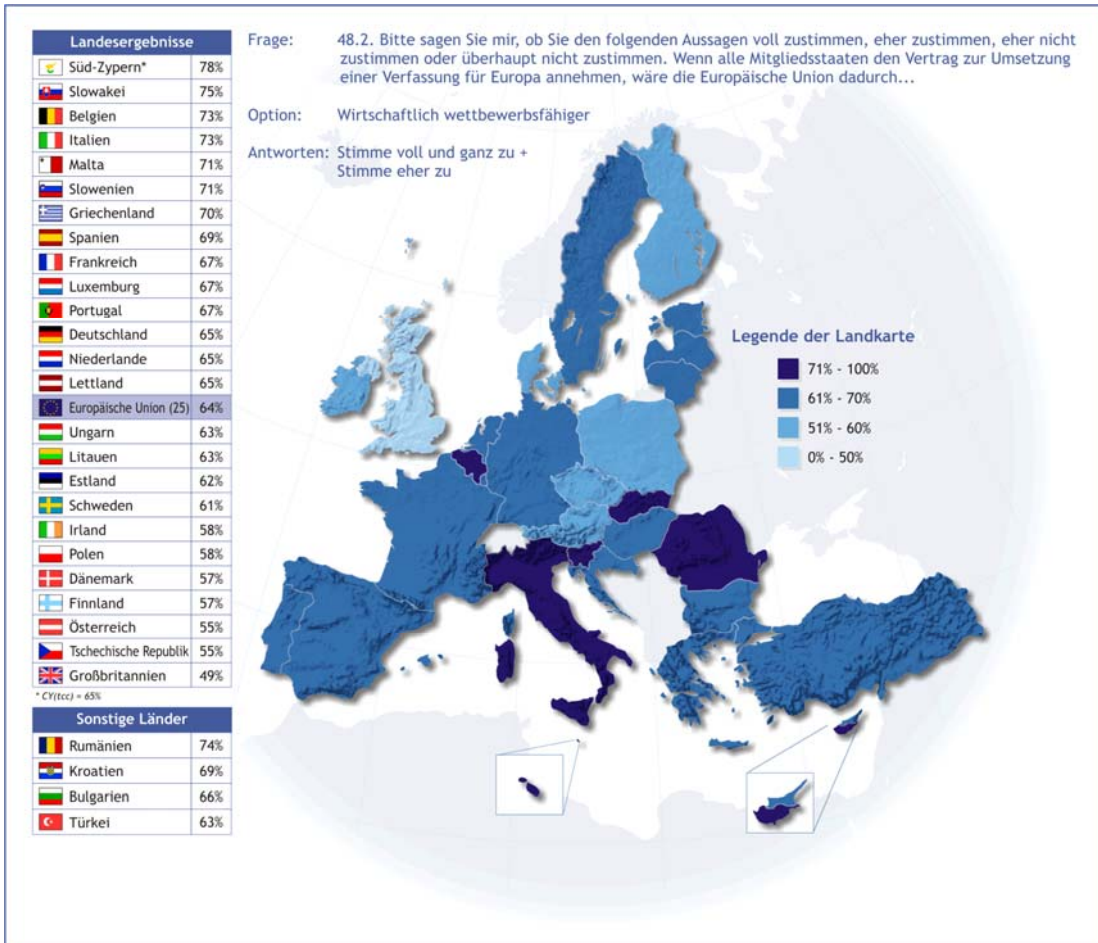 Landesergebnisse
Süd-Zypern* 78%
Slowakei 75%
Belgien 73%
Italien 73%
Malta 71%
Slowenien 71%
Griechenland 70%
Spanien 69%
Frankreich 67%
Luxemburg 67%
Portugal 67%
Deutschland 65%
Niederlande 65%
Lettland 65%
Europäische Union (25) 64%
Ungarn 63%
Litauen 63%
Estland 62%
Schweden 61%
Irland 58%
Polen 58%
Dänemark 57%
Finnland 57%
Österreich 55%
Tschechische Republik 55%
Großbritannien 49%
* CY(tcc) = 65%
Sonstige Länder
Rumänien 74%
Kroatien 69%
Bulgarien 66%
Türkei 63%
Frage: 48.2. Bitte sagen Sie mir, ob Sie den folgenden Aussagen voll zustimmen, eher zustimmen, eher nicht
zustimmen oder überhaupt nicht zustimmen. Wenn alle Mitgliedsstaaten den Vertrag zur Umsetzung
einer Verfassung für Europa annehmen, wäre die Europäische Union dadurch...
Option: Wirtschaftlich wettbewerbsfähiger
Antworten: Stimme voll und ganz zu +
Stimme eher zu
Legende der Landkarte
71% - 100%
61% - 70%
51% - 60%
0% - 50%